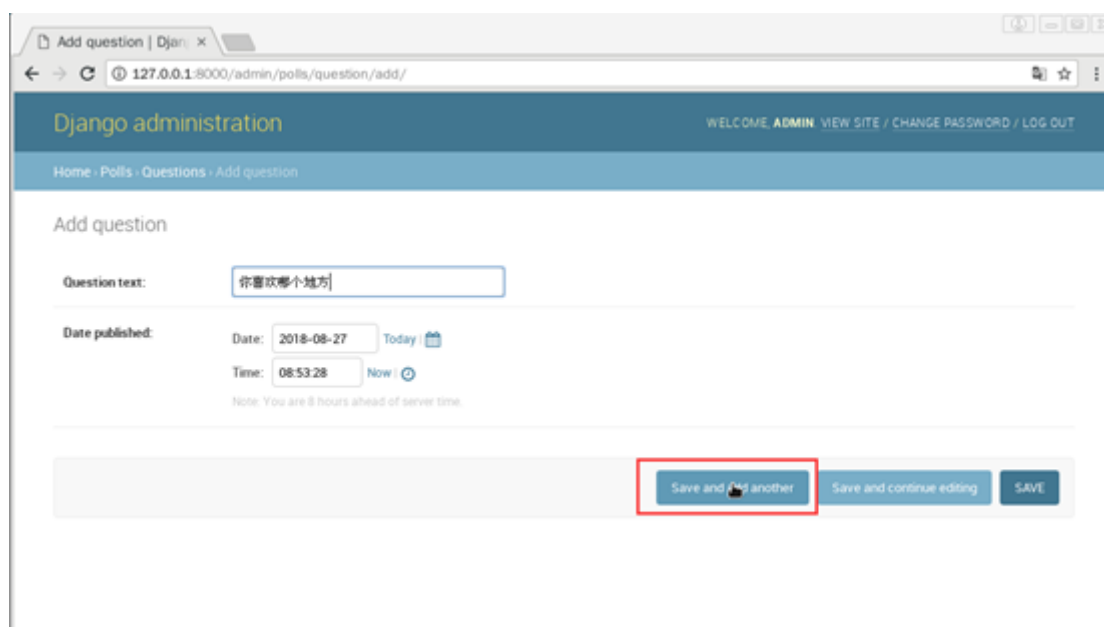 Add question | Djan
127.0.0.1:8000/admin/polls/question/add/
Django administration
WELCOME, ADMIN. VIEW SITE / CHANGE PASSWORD / LOG OUT
Home › Polls › Questions › Add question
Add question
Question text: 你喜欢哪个地方
Date published: Date: 2018-08-27 Today
Time: 08:53:28 Now
Note: You are 8 hours ahead of server time.
Save and add another Save and continue editing SAVE